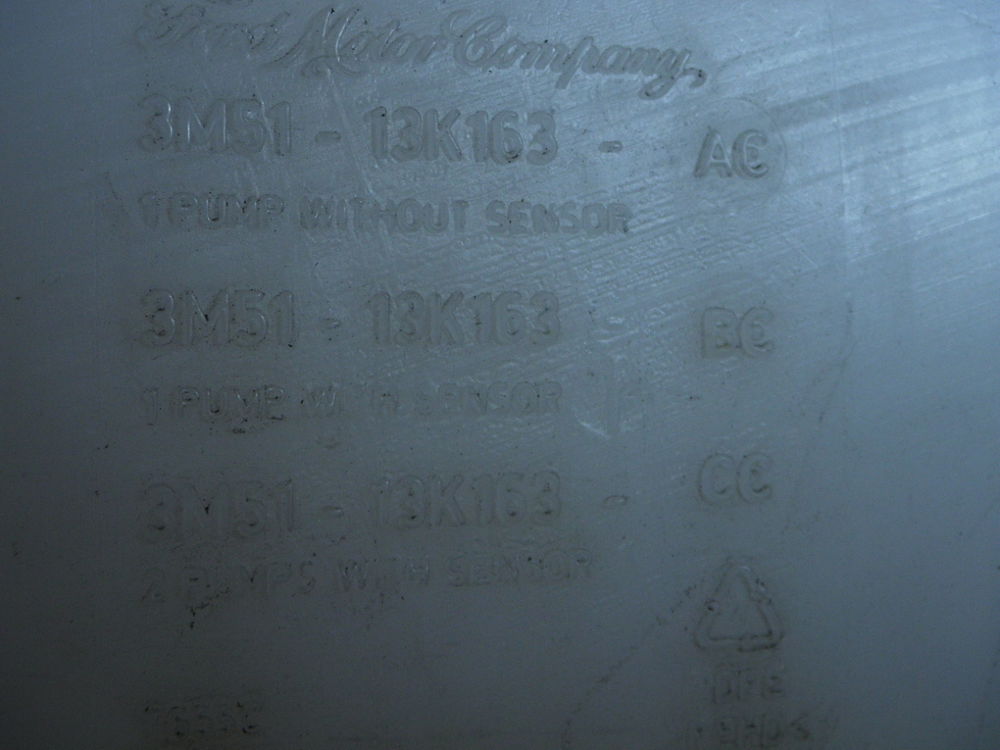 Ford Motor Company
3M51 - 13K163 - AC
1 PUMP WITHOUT SENSOR
3M51 - 13K163 - BC
1 PUMP WITH SENSOR
3M51 - 13K163 - CC
2 PUMPS WITH SENSOR